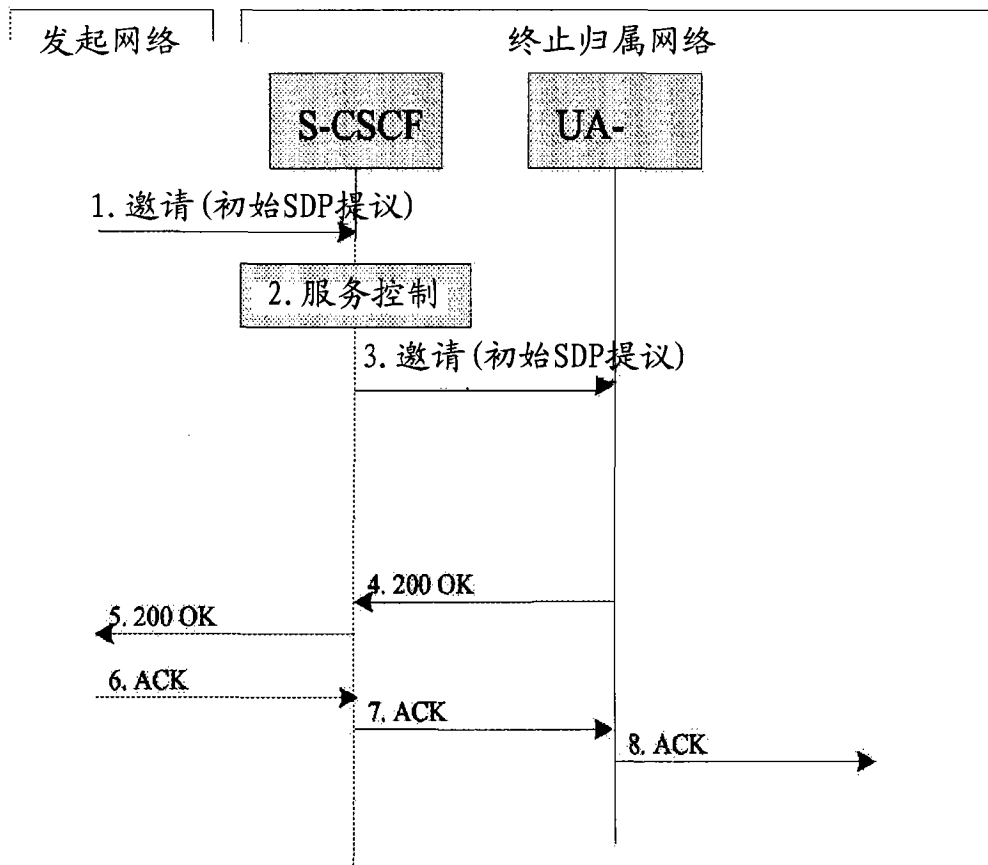 发起网络
终止归属网络
S-CSCF
UA-
1. 邀请(初始SDP提议)
2. 服务控制
3. 邀请(初始SDP提议)
4. 200 OK
5. 200 OK
6. ACK
7. ACK
8. ACK